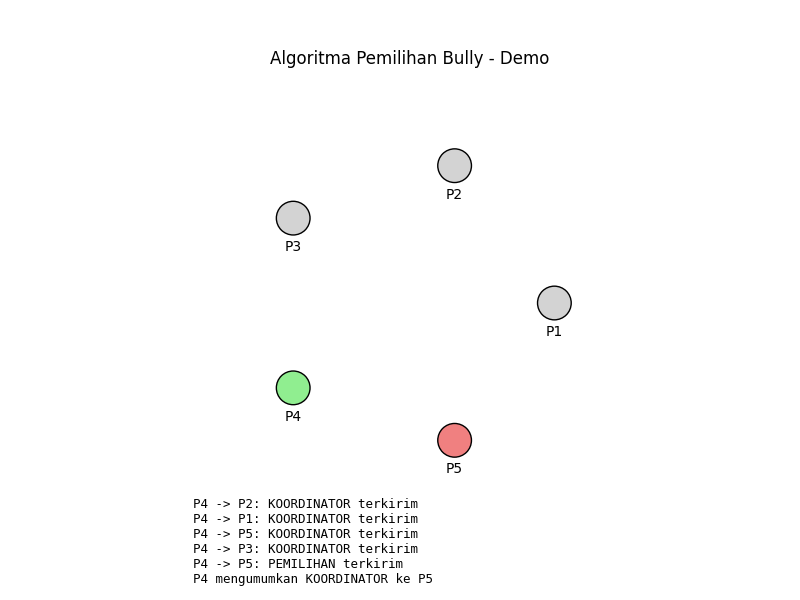 Algoritma Pemilihan Bully - Demo
P2
P3
P1
P4
P5
P4 -> P2: KOORDINATOR terkirim
P4 -> P1: KOORDINATOR terkirim
P4 -> P5: KOORDINATOR terkirim
P4 -> P3: KOORDINATOR terkirim
P4 -> P5: PEMILIHAN terkirim
P4 mengumumkan KOORDINATOR ke P5